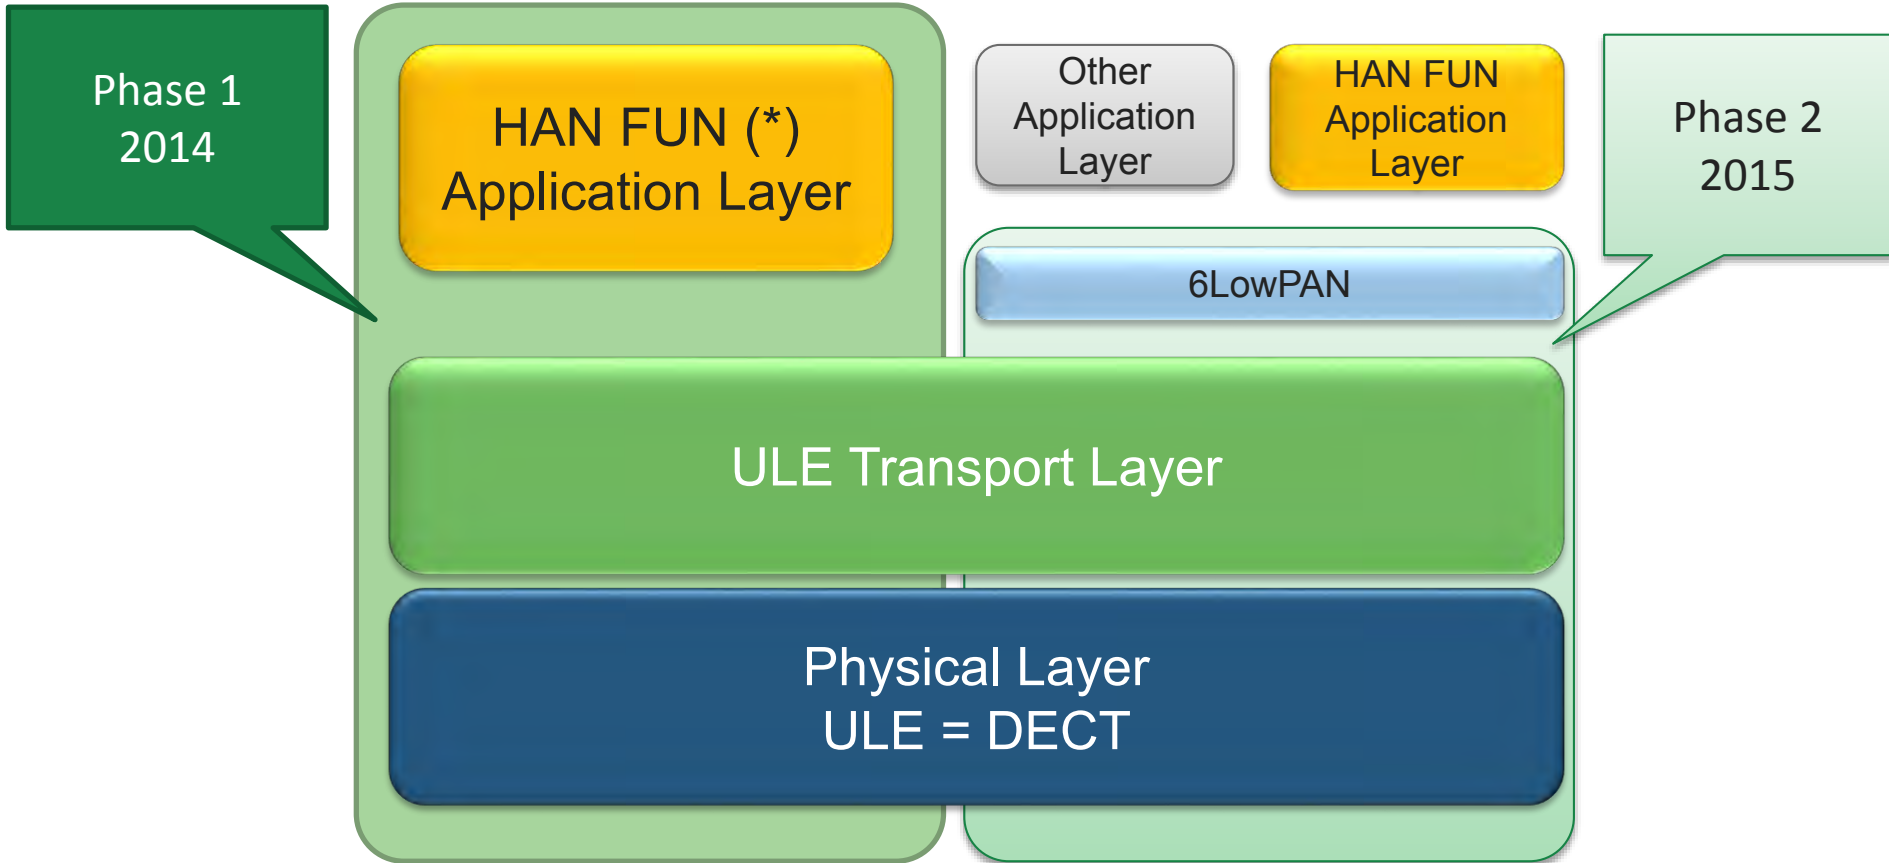 Phase 1
2014
HAN FUN (*)
Application Layer
Other
Application
Layer
HAN FUN
Application
Layer
Phase 2
2015
6LowPAN
ULE Transport Layer
Physical Layer
ULE = DECT